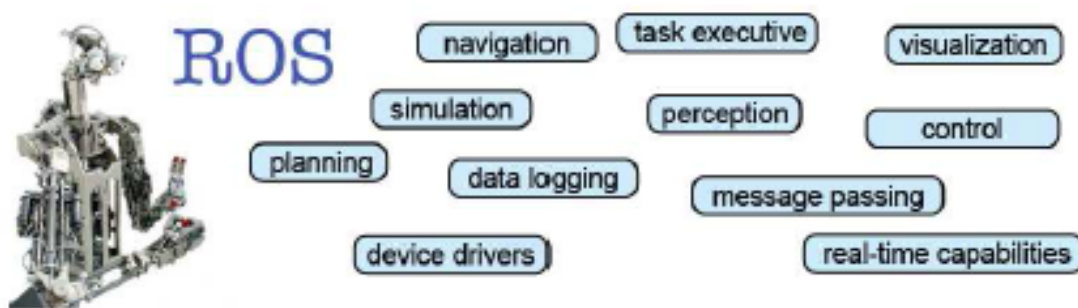 ROS
navigation
task executive
visualization
simulation
perception
control
planning
data logging
message passing
device drivers
real-time capabilities